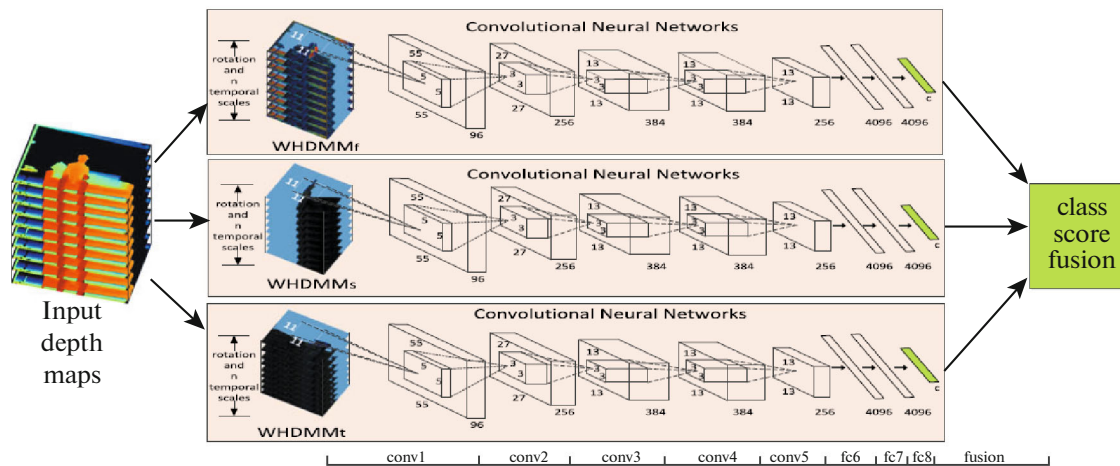 Input
depth
maps
Convolutional Neural Networks
rotation
and
n
temporal
scales
11
11
55
5
5
55
96
27
3
3
27
256
13
3
3
13
384
13
3
3
13
384
13
13
256
4096
4096
c
WHDMMf
Convolutional Neural Networks
rotation
and
n
temporal
scales
11
11
55
5
5
55
96
27
3
3
27
256
13
3
3
13
384
13
3
3
13
384
13
13
256
4096
4096
c
WHDMMs
Convolutional Neural Networks
rotation
and
n
temporal
scales
11
11
55
5
5
55
96
27
3
3
27
256
13
3
3
13
384
13
3
3
13
384
13
13
256
4096
4096
c
WHDMMt
class
score
fusion
conv1 conv2 conv3 conv4 conv5 fc6 fc7 fc8 fusion